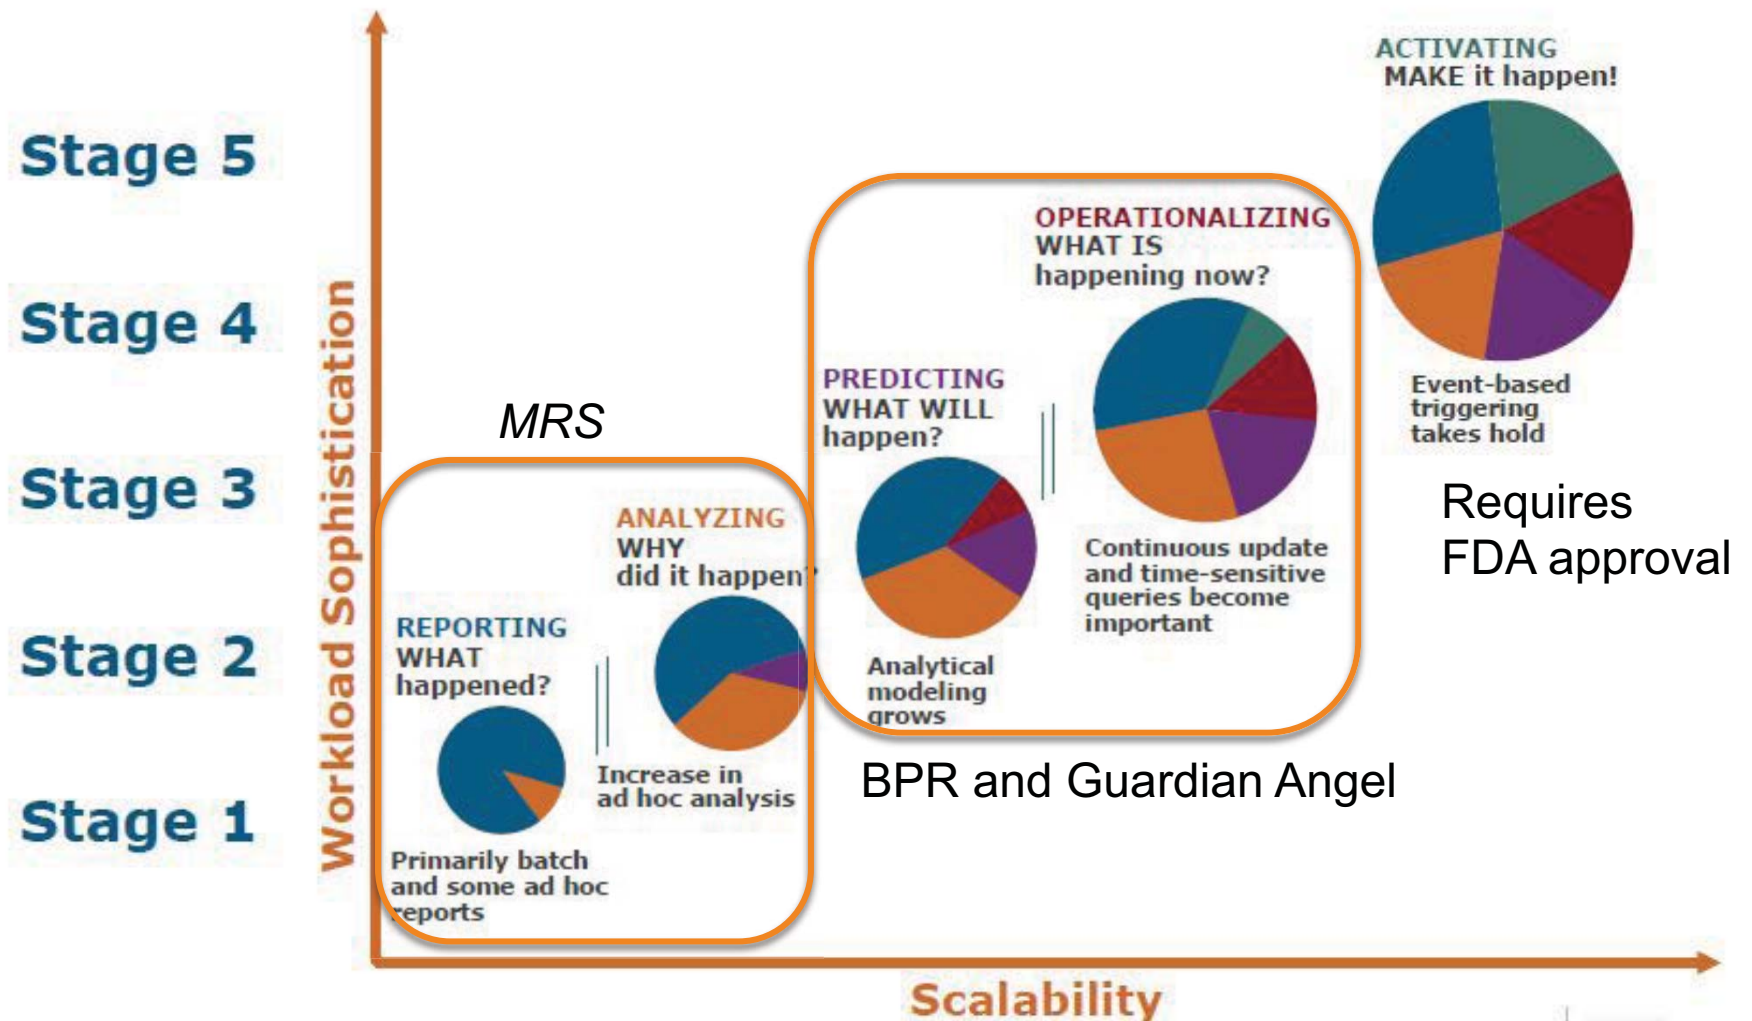 Stage 5
Stage 4
Stage 3
Stage 2
Stage 1
Workload Sophistication
MRS
REPORTING
WHAT
happened?
Primarily batch
and some ad hoc
reports
ANALYZING
WHY
did it happen?
Increase in
ad hoc analysis
PREDICTING
WHAT WILL
happen?
Analytical
modeling
grows
OPERATIONALIZING
WHAT IS
happening now?
Continuous update
and time-sensitive
queries become
important
BPR and Guardian Angel
ACTIVATING
MAKE it happen!
Event-based
triggering
takes hold
Requires
FDA approval
Scalability